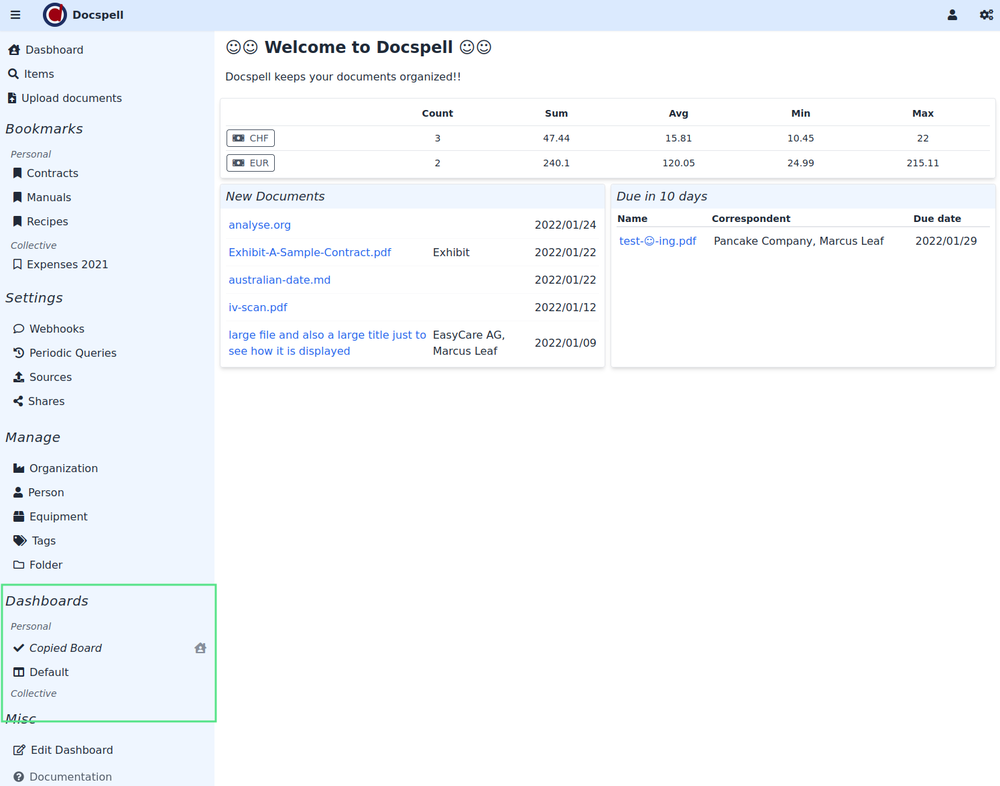 Docspell
Dasbhoard
Items
Upload documents
Bookmarks
Personal
Contracts
Manuals
Recipes
Collective
Expenses 2021
Settings
Webhooks
Periodic Queries
Sources
Shares
Manage
Organization
Person
Equipment
Tags
Folder
Dashboards
Personal
Copied Board
Default
Collective
Misc
Edit Dashboard
Documentation
Welcome to Docspell
Docspell keeps your documents organized!!
Count Sum Avg Min Max
CHF 3 47.44 15.81 10.45 22
EUR 2 240.1 120.05 24.99 215.11
New Documents
analyse.org 2022/01/24
Exhibit-A-Sample-Contract.pdf Exhibit 2022/01/22
australian-date.md 2022/01/22
iv-scan.pdf 2022/01/12
large file and also a large title just to see how it is displayed EasyCare AG, Marcus Leaf 2022/01/09
Due in 10 days
Name Correspondent Due date
test-☺-ing.pdf Pancake Company, Marcus Leaf 2022/01/29